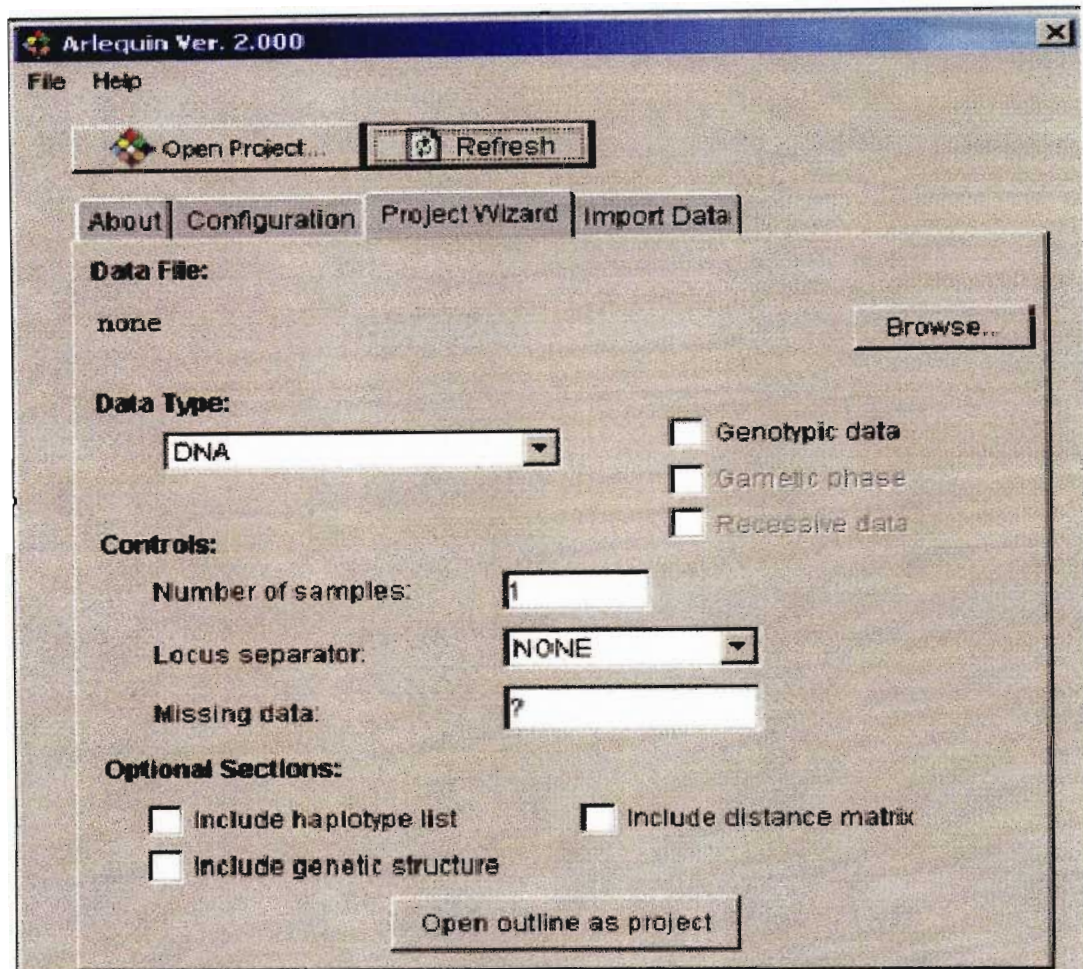 Arlequin Ver. 2.000
File Help
Open Project... Refresh
About Configuration Project Wizard Import Data
Data File:
none Browse...
Data Type:
DNA
Genotypic data
Gametic phase
Recessive data
Controls:
Number of samples: 1
Locus separator: NONE
Missing data: ?
Optional Sections:
Include haplotype list Include distance matrix
Include genetic structure
Open outline as project